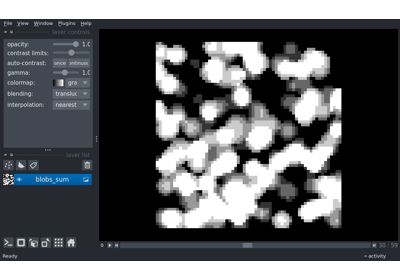 File View Window Plugins Help
layer controls
opacity: 1.0
contrast limits:
auto-contrast: once
gamma: 1.0
colormap: gra
blending: translu
interpolation: nearest
layer list
blobs_sum
0
30 59
Ready
activity